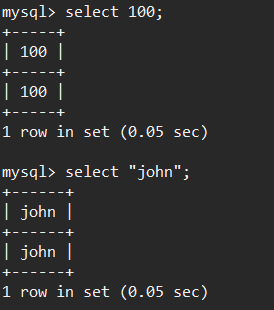 mysql> select 100;
+-----+
| 100 |
+-----+
| 100 |
+-----+
1 row in set (0.05 sec)

mysql> select "john";
+------+
| john |
+------+
| john |
+------+
1 row in set (0.05 sec)